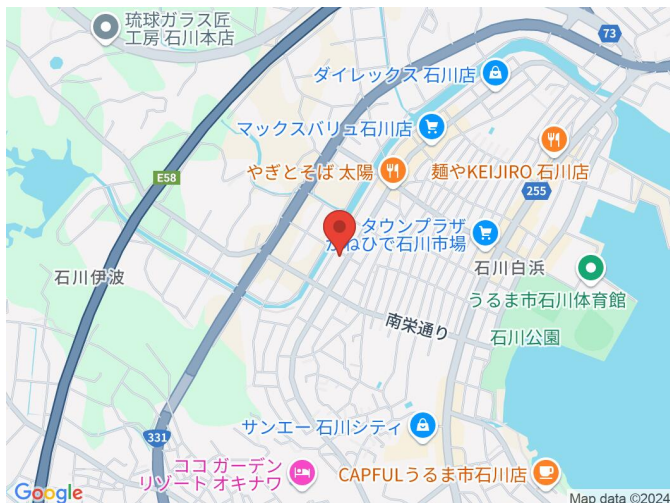 琉球ガラス匠
工房 石川本店
73
ダイレックス 石川店
マックスバリュ石川店
やぎとそば 太陽
麺やKEIJIRO 石川店
E58
255
タウンプラザ
かねひで石川市場
石川伊波
石川白浜
うるま市石川体育館
南栄通り
石川公園
331
サンエー 石川シティ
ココ ガーデン
リゾート オキナワ
CAPFULうるま市石川店
Google
Map data ©2024